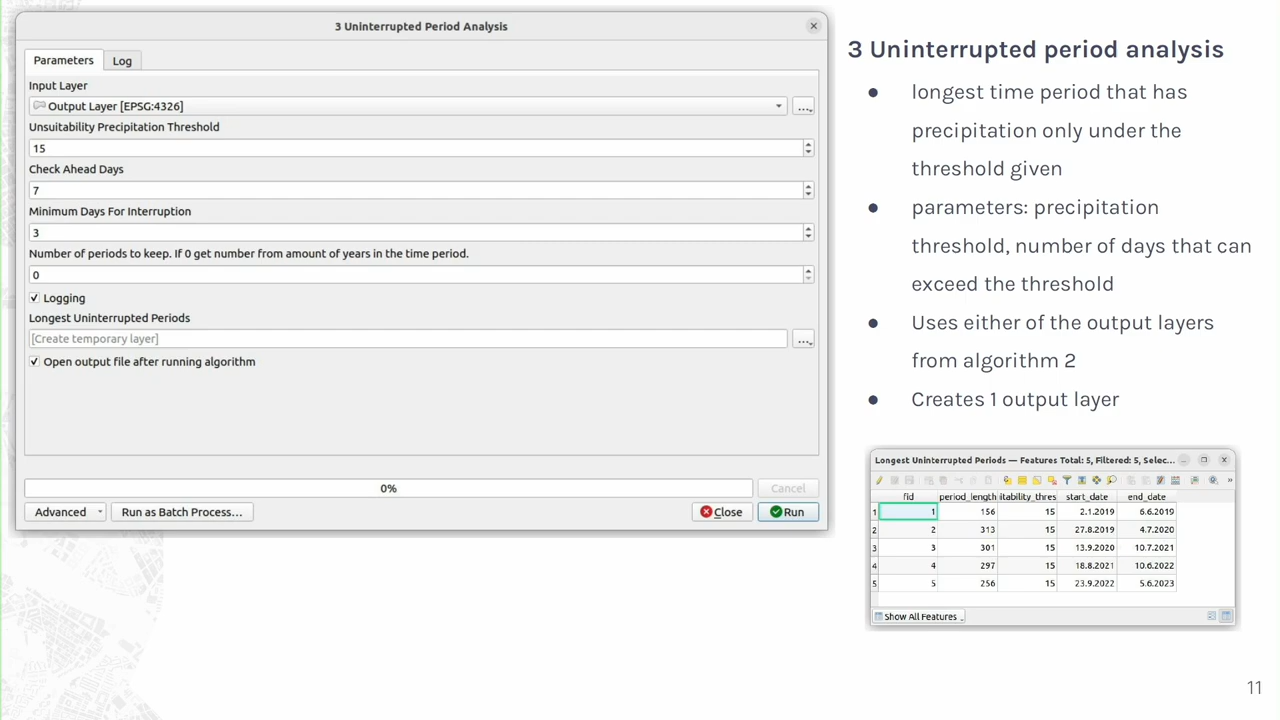 3 Uninterrupted Period Analysis
Parameters
Log
Input Layer
Output Layer [EPSG:4326]
...
Unsuitability Precipitation Threshold
15
Check Ahead Days
7
Minimum Days For Interruption
3
Number of periods to keep. If 0 get number from amount of years in the time period.
0
Logging
Longest Uninterrupted Periods
[Create temporary layer]
...
Open output file after running algorithm
0%
Cancel
Advanced
Run as Batch Process...
Close
Run
3 Uninterrupted period analysis
● longest time period that has
precipitation only under the
threshold given
● parameters: precipitation
threshold, number of days that can
exceed the threshold
● Uses either of the output layers
from algorithm 2
● Creates 1 output layer
Longest Uninterrupted Periods — Features Total: 5, Filtered: 5, Selec...
fid period_length itability_thres start_date end_date
1 1 156 15 2.1.2019 6.6.2019
2 2 313 15 27.8.2019 4.7.2020
3 3 301 15 13.9.2020 10.7.2021
4 4 297 15 18.8.2021 10.6.2022
5 5 256 15 23.9.2022 5.6.2023
Show All Features
11